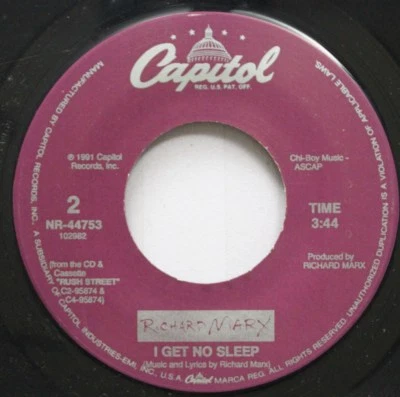 Capitol
REG. U.S. PAT. OFF.
MANUFACTURED BY CAPITOL RECORDS, INC., A SUBSIDIARY OF CAPITOL INDUSTRIES-EMI, INC., U.S.A. Capitol MARCA REG. ALL RIGHTS RESERVED. UNAUTHORIZED DUPLICATION IS A VIOLATION OF APPLICABLE LAWS.
℗ 1991 Capitol
Records, Inc.
Chi-Boy Music -
ASCAP
2
NR-44753
102982
TIME
3:44
(from the CD &
Cassette
"RUSH STREET"
C2-95874 &
C4-95874)
Produced by
RICHARD MARX
RICHARD MARX
I GET NO SLEEP
(Music and Lyrics by Richard Marx)